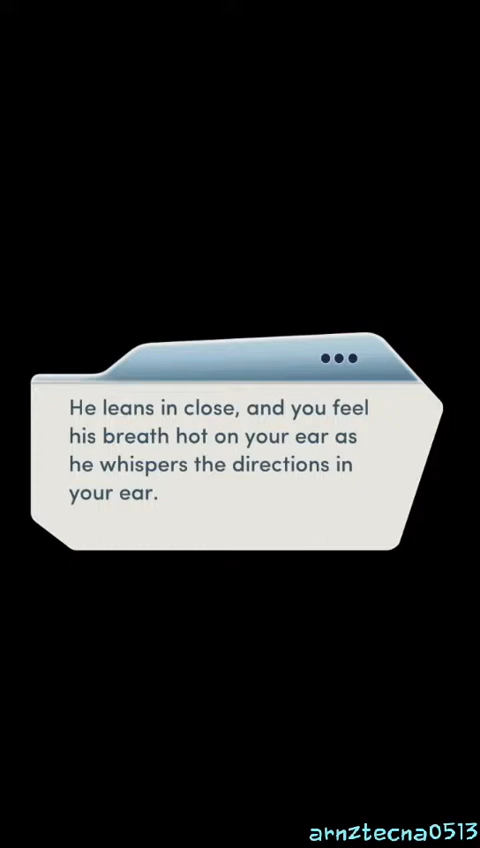 He leans in close, and you feel
his breath hot on your ear as
he whispers the directions in
your ear.
arnztecna0513